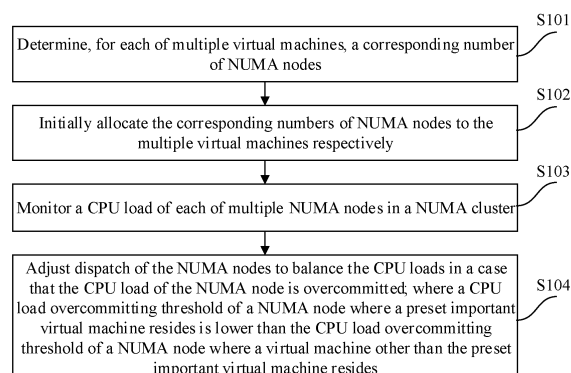 S101
Determine, for each of multiple virtual machines, a corresponding number
of NUMA nodes
S102
Initially allocate the corresponding numbers of NUMA nodes to the
multiple virtual machines respectively
S103
Monitor a CPU load of each of multiple NUMA nodes in a NUMA cluster
S104
Adjust dispatch of the NUMA nodes to balance the CPU loads in a case
that the CPU load of the NUMA node is overcommitted; where a CPU
load overcommitting threshold of a NUMA node where a preset important
virtual machine resides is lower than the CPU load overcommitting
threshold of a NUMA node where a virtual machine other than the preset
important virtual machine resides